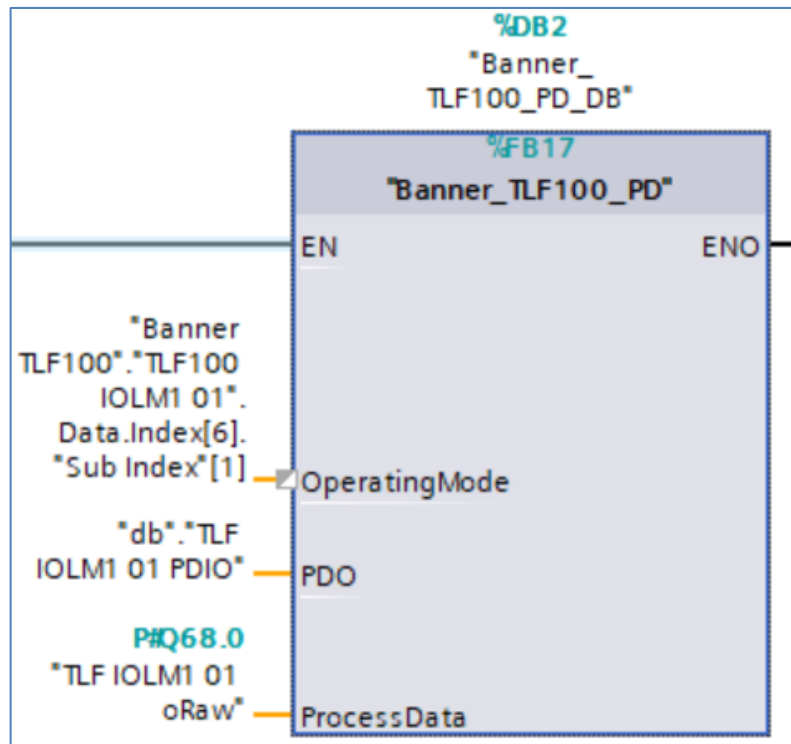 %DB2
"Banner_
TLF100_PD_DB"
%FB17
"Banner_TLF100_PD"
EN
ENO
"Banner
TLF100"."TLF100
IOLM1 01".
Data.Index[6].
"Sub Index"[1]
OperatingMode
"db"."TLF
IOLM1 01 PDIO"
PDO
P#Q68.0
"TLF IOLM1 01
oRaw"
ProcessData